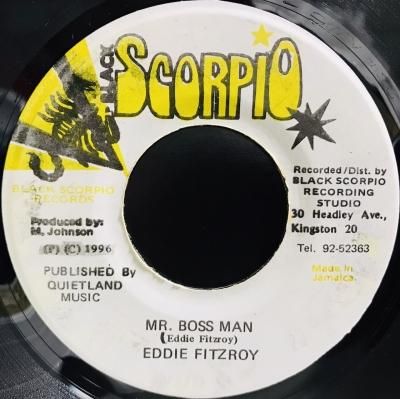 BLACK
SCORPIO
BLACK SCORPIO
RECORDS
Produced by:
M. Johnson
(P) (C) 1996
PUBLISHED By
QUIETLAND
MUSIC
Recorded/Dist. by
BLACK SCORPIO
RECORDING
STUDIO
30 Headley Ave.,
Kingston 20
Tel. 92-52363
Made In
Jamaica.
MR. BOSS MAN
(Eddie Fitzroy)
EDDIE FITZROY